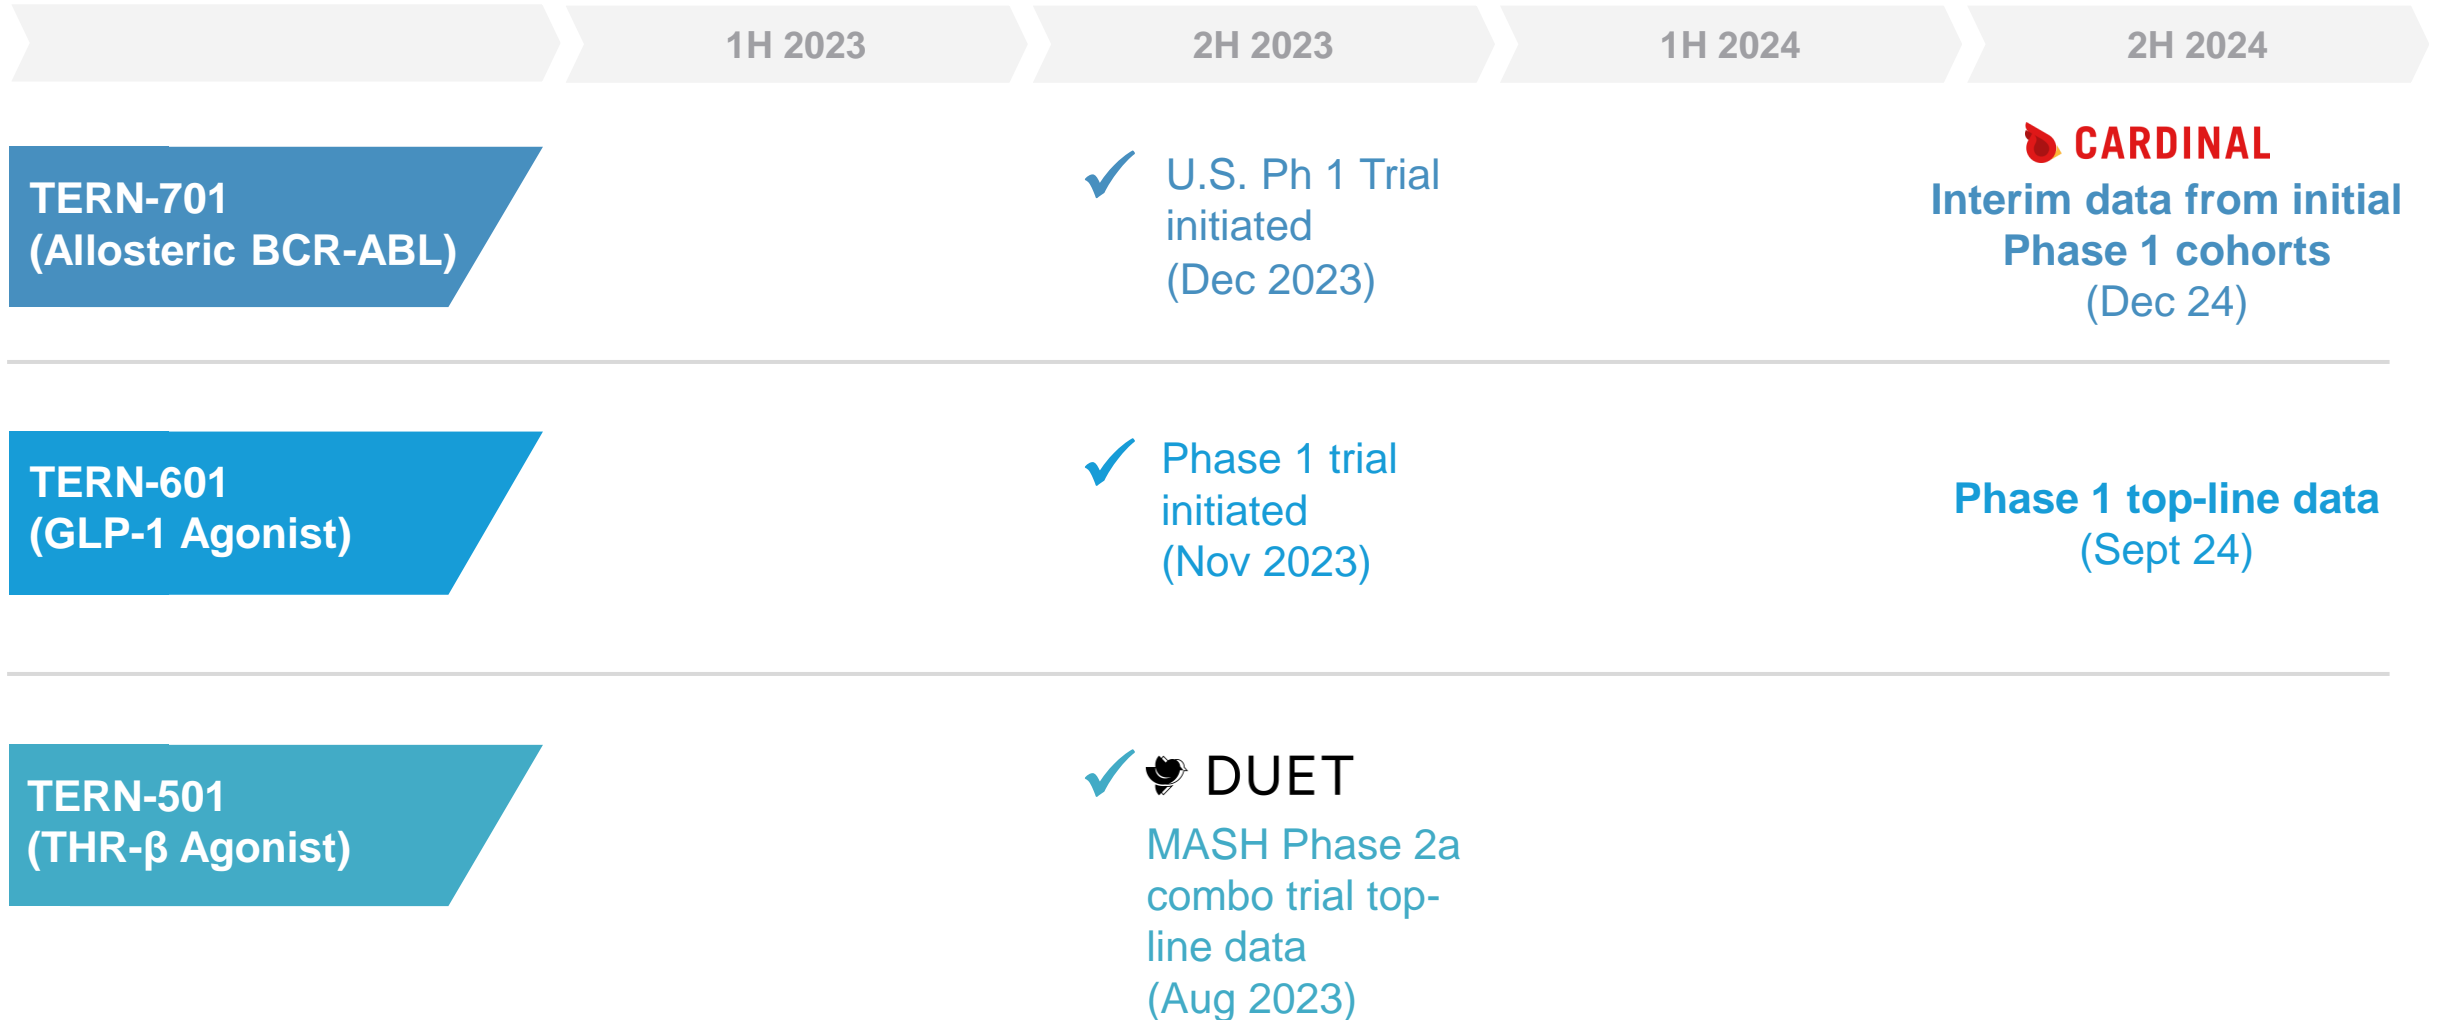 1H 2023
2H 2023
1H 2024
2H 2024
TERN-701
(Allosteric BCR-ABL)
U.S. Ph 1 Trial
initiated
(Dec 2023)
CARDINAL
Interim data from initial
Phase 1 cohorts
(Dec 24)
TERN-601
(GLP-1 Agonist)
Phase 1 trial
initiated
(Nov 2023)
Phase 1 top-line data
(Sept 24)
TERN-501
(THR-β Agonist)
DUET
MASH Phase 2a
combo trial top-
line data
(Aug 2023)